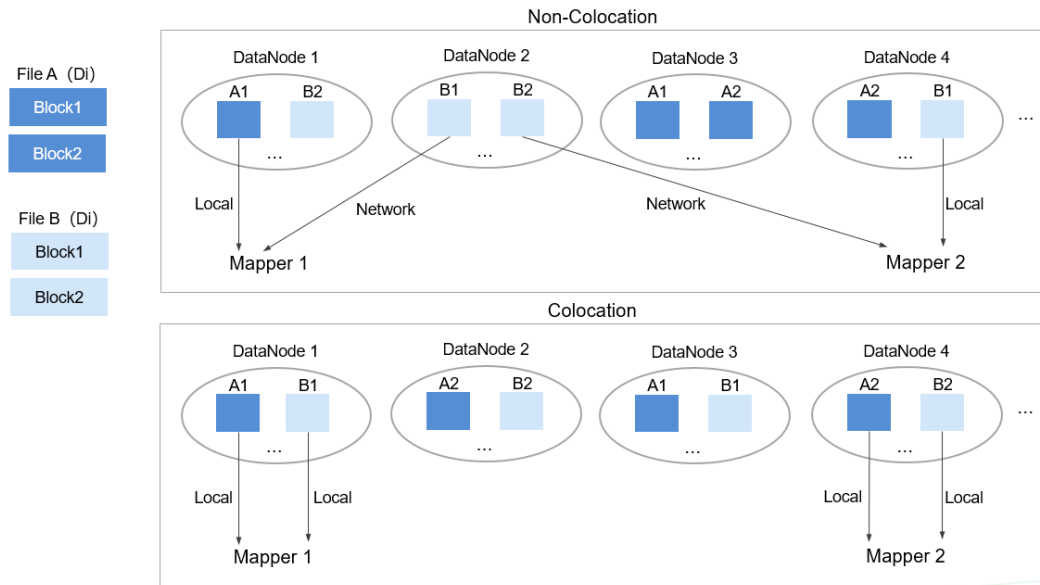 Non-Colocation
File A (Di)
Block1
Block2
File B (Di)
Block1
Block2
DataNode 1
DataNode 2
DataNode 3
DataNode 4
A1 B2
B1 B2
A1 A2
A2 B1
...
...
...
...
...
Local
Network
Network
Local
Mapper 1
Mapper 2
Colocation
DataNode 1
DataNode 2
DataNode 3
DataNode 4
A1 B1
A2 B2
A1 B1
A2 B2
...
...
...
...
...
Local
Local
Local
Local
Mapper 1
Mapper 2